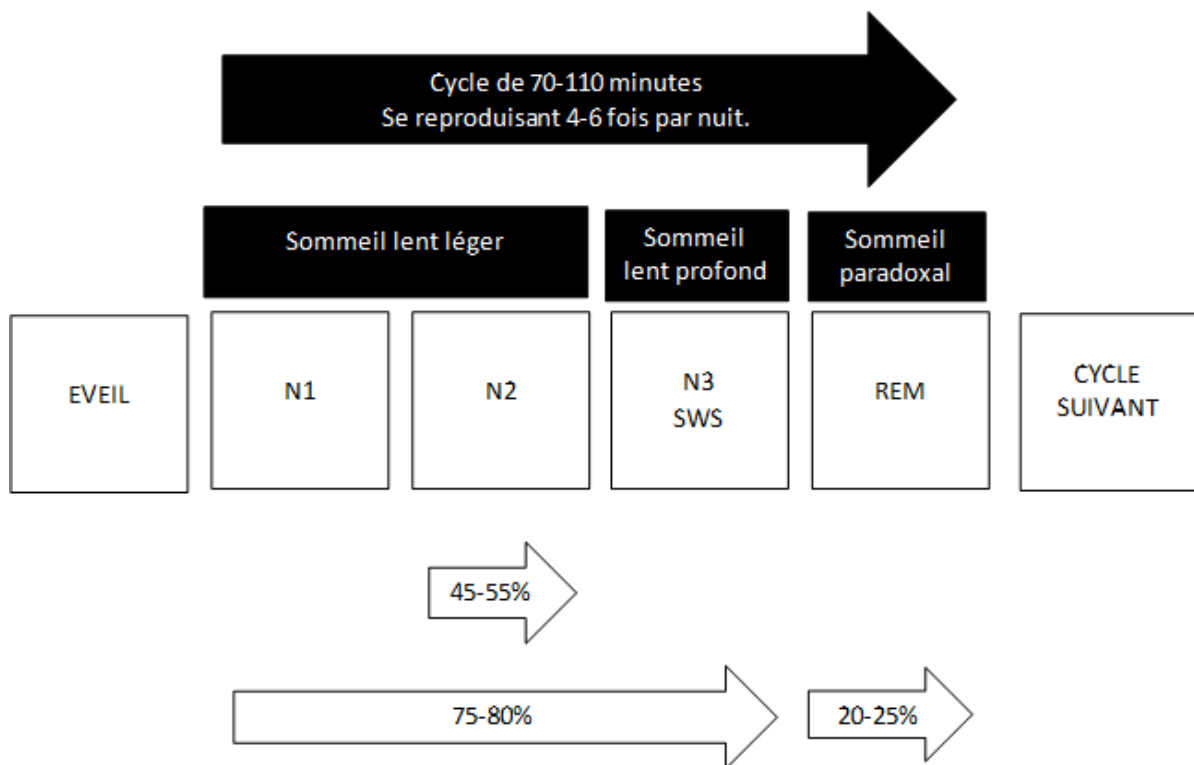 Cycle de 70-110 minutes
Se reproduisant 4-6 fois par nuit.
Sommeil lent léger
Sommeil
lent profond
Sommeil
paradoxal
EVEIL
N1
N2
N3
SWS
REM
CYCLE
SUIVANT
45-55%
75-80%
20-25%